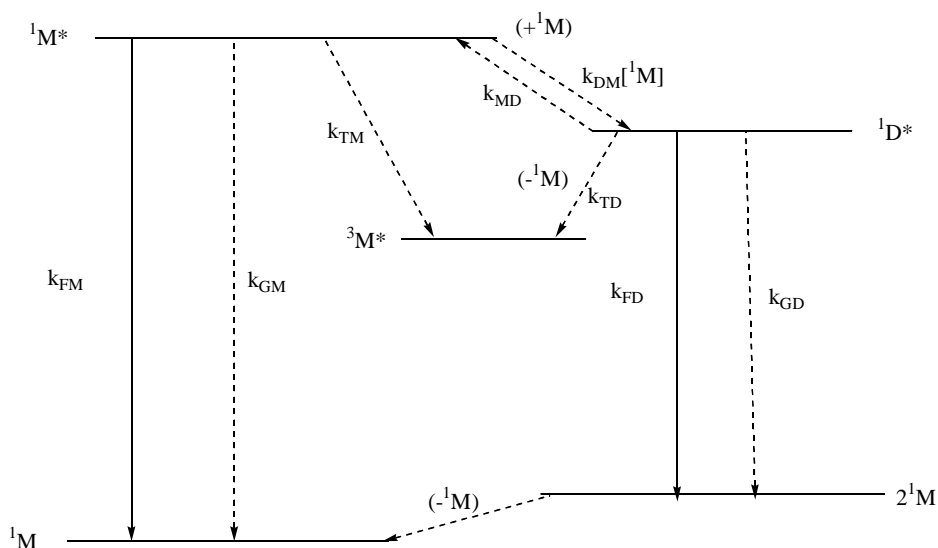 ¹M*
(+¹M)
k_DM[¹M]
k_MD
¹D*
k_TM
(-¹M)
k_TD
³M*
k_FM
k_GM
k_FD
k_GD
(-¹M)
2¹M
¹M